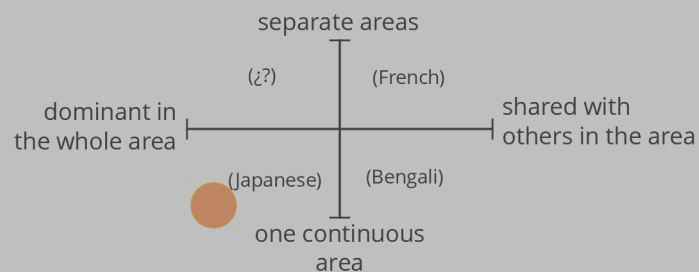 separate areas
(¿?)
(French)
dominant in
the whole area
shared with
others in the area
(Japanese)
(Bengali)
one continuous
area